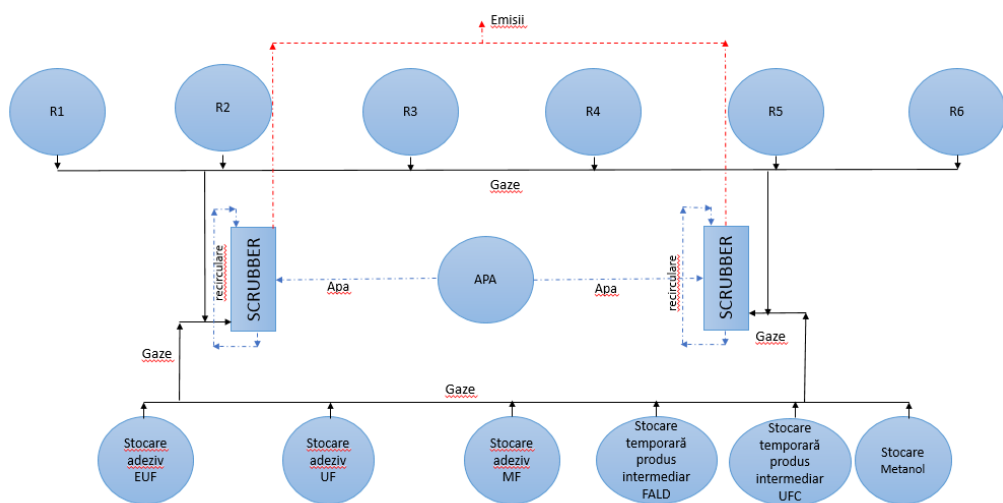 Emisii
R1
R2
R3
R4
R5
R6
Gaze
recirculare
SCRUBBER
Apa
APA
Apa
recirculare
SCRUBBER
Gaze
Gaze
Gaze
Stocare
adeziv
EUF
Stocare
adeziv
UF
Stocare
adeziv
MF
Stocare
temporară
produs
intermediar
FALD
Stocare
temporară
produs
intermediar
UFC
Stocare
Metanol